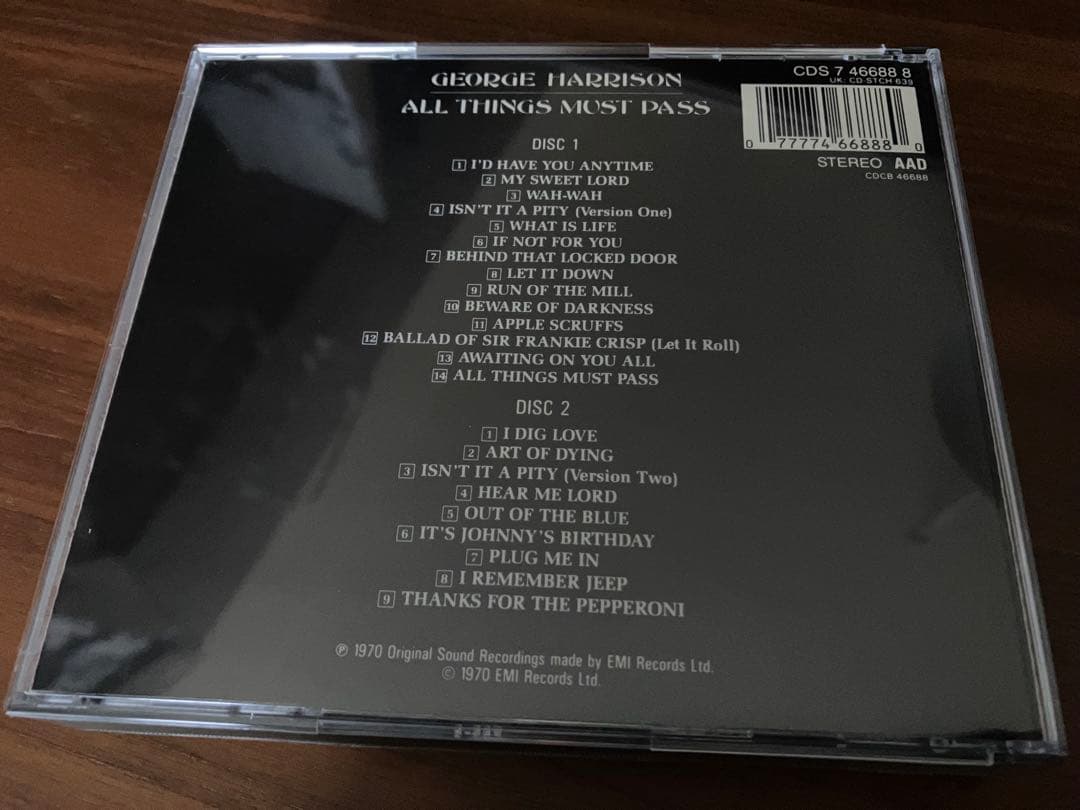 GEORGE HARRISON
ALL THINGS MUST PASS
CDS 7 46688 8
UK: CD STCH 639
0 77774 66888 0
STEREO AAD
CDCB 46688
DISC 1
1 I'D HAVE YOU ANYTIME
2 MY SWEET LORD
3 WAH-WAH
4 ISN'T IT A PITY (Version One)
5 WHAT IS LIFE
6 IF NOT FOR YOU
7 BEHIND THAT LOCKED DOOR
8 LET IT DOWN
9 RUN OF THE MILL
10 BEWARE OF DARKNESS
11 APPLE SCRUFFS
12 BALLAD OF SIR FRANKIE CRISP (Let It Roll)
13 AWAITING ON YOU ALL
14 ALL THINGS MUST PASS
DISC 2
1 I DIG LOVE
2 ART OF DYING
3 ISN'T IT A PITY (Version Two)
4 HEAR ME LORD
5 OUT OF THE BLUE
6 IT'S JOHNNY'S BIRTHDAY
7 PLUG ME IN
8 I REMEMBER JEEP
9 THANKS FOR THE PEPPERONI
℗ 1970 Original Sound Recordings made by EMI Records Ltd.
© 1970 EMI Records Ltd.